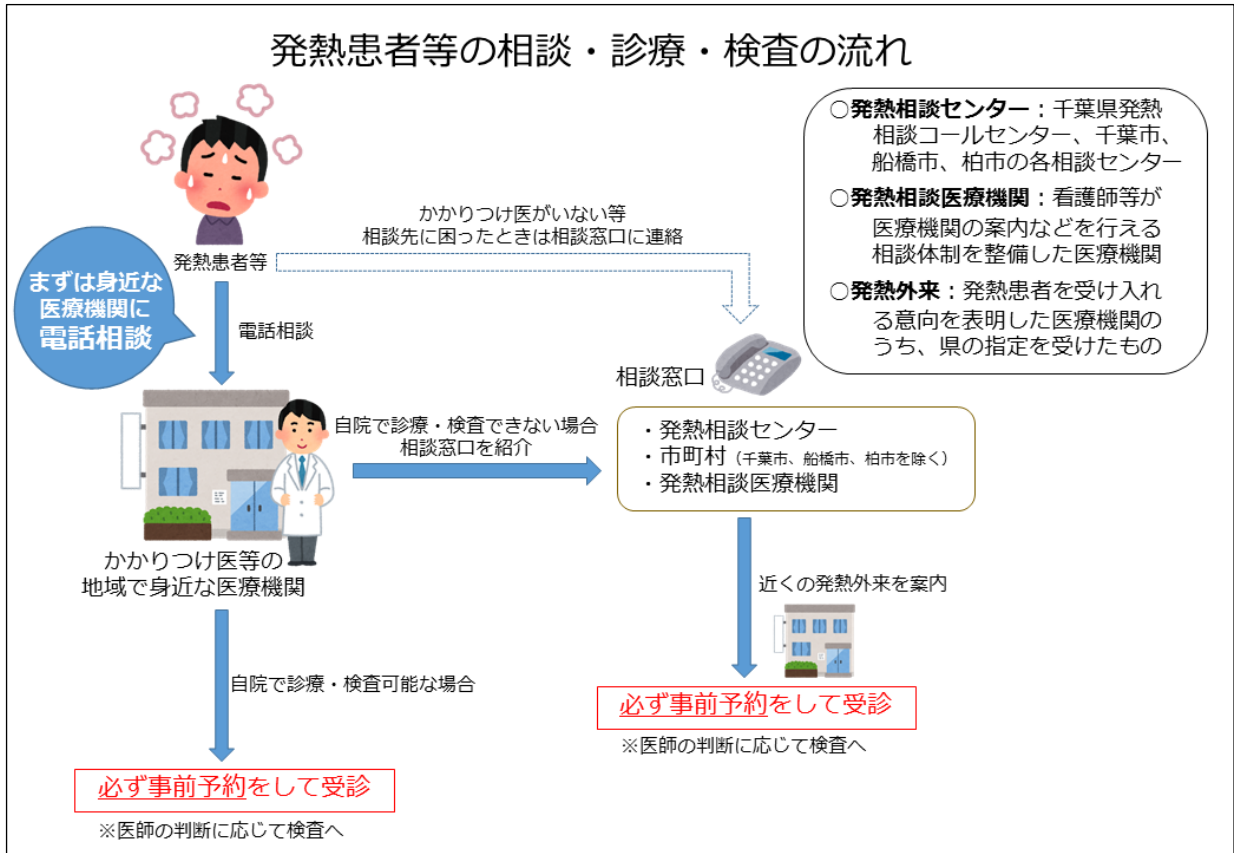 発熱患者等の相談・診療・検査の流れ
○発熱相談センター：千葉県発熱
相談コールセンター、千葉市、
船橋市、柏市の各相談センター
○発熱相談医療機関：看護師等が
医療機関の案内などを行える
相談体制を整備した医療機関
○発熱外来：発熱患者を受け入れ
る意向を表明した医療機関の
うち、県の指定を受けたもの
発熱患者等
かかりつけ医がいない等
相談先に困ったときは相談窓口に連絡
まずは身近な
医療機関に
電話相談
電話相談
相談窓口
自院で診療・検査できない場合
相談窓口を紹介
・発熱相談センター
・市町村（千葉市、船橋市、柏市を除く）
・発熱相談医療機関
かかりつけ医等の
地域で身近な医療機関
近くの発熱外来を案内
自院で診療・検査可能な場合
必ず事前予約をして受診
※医師の判断に応じて検査へ
必ず事前予約をして受診
※医師の判断に応じて検査へ